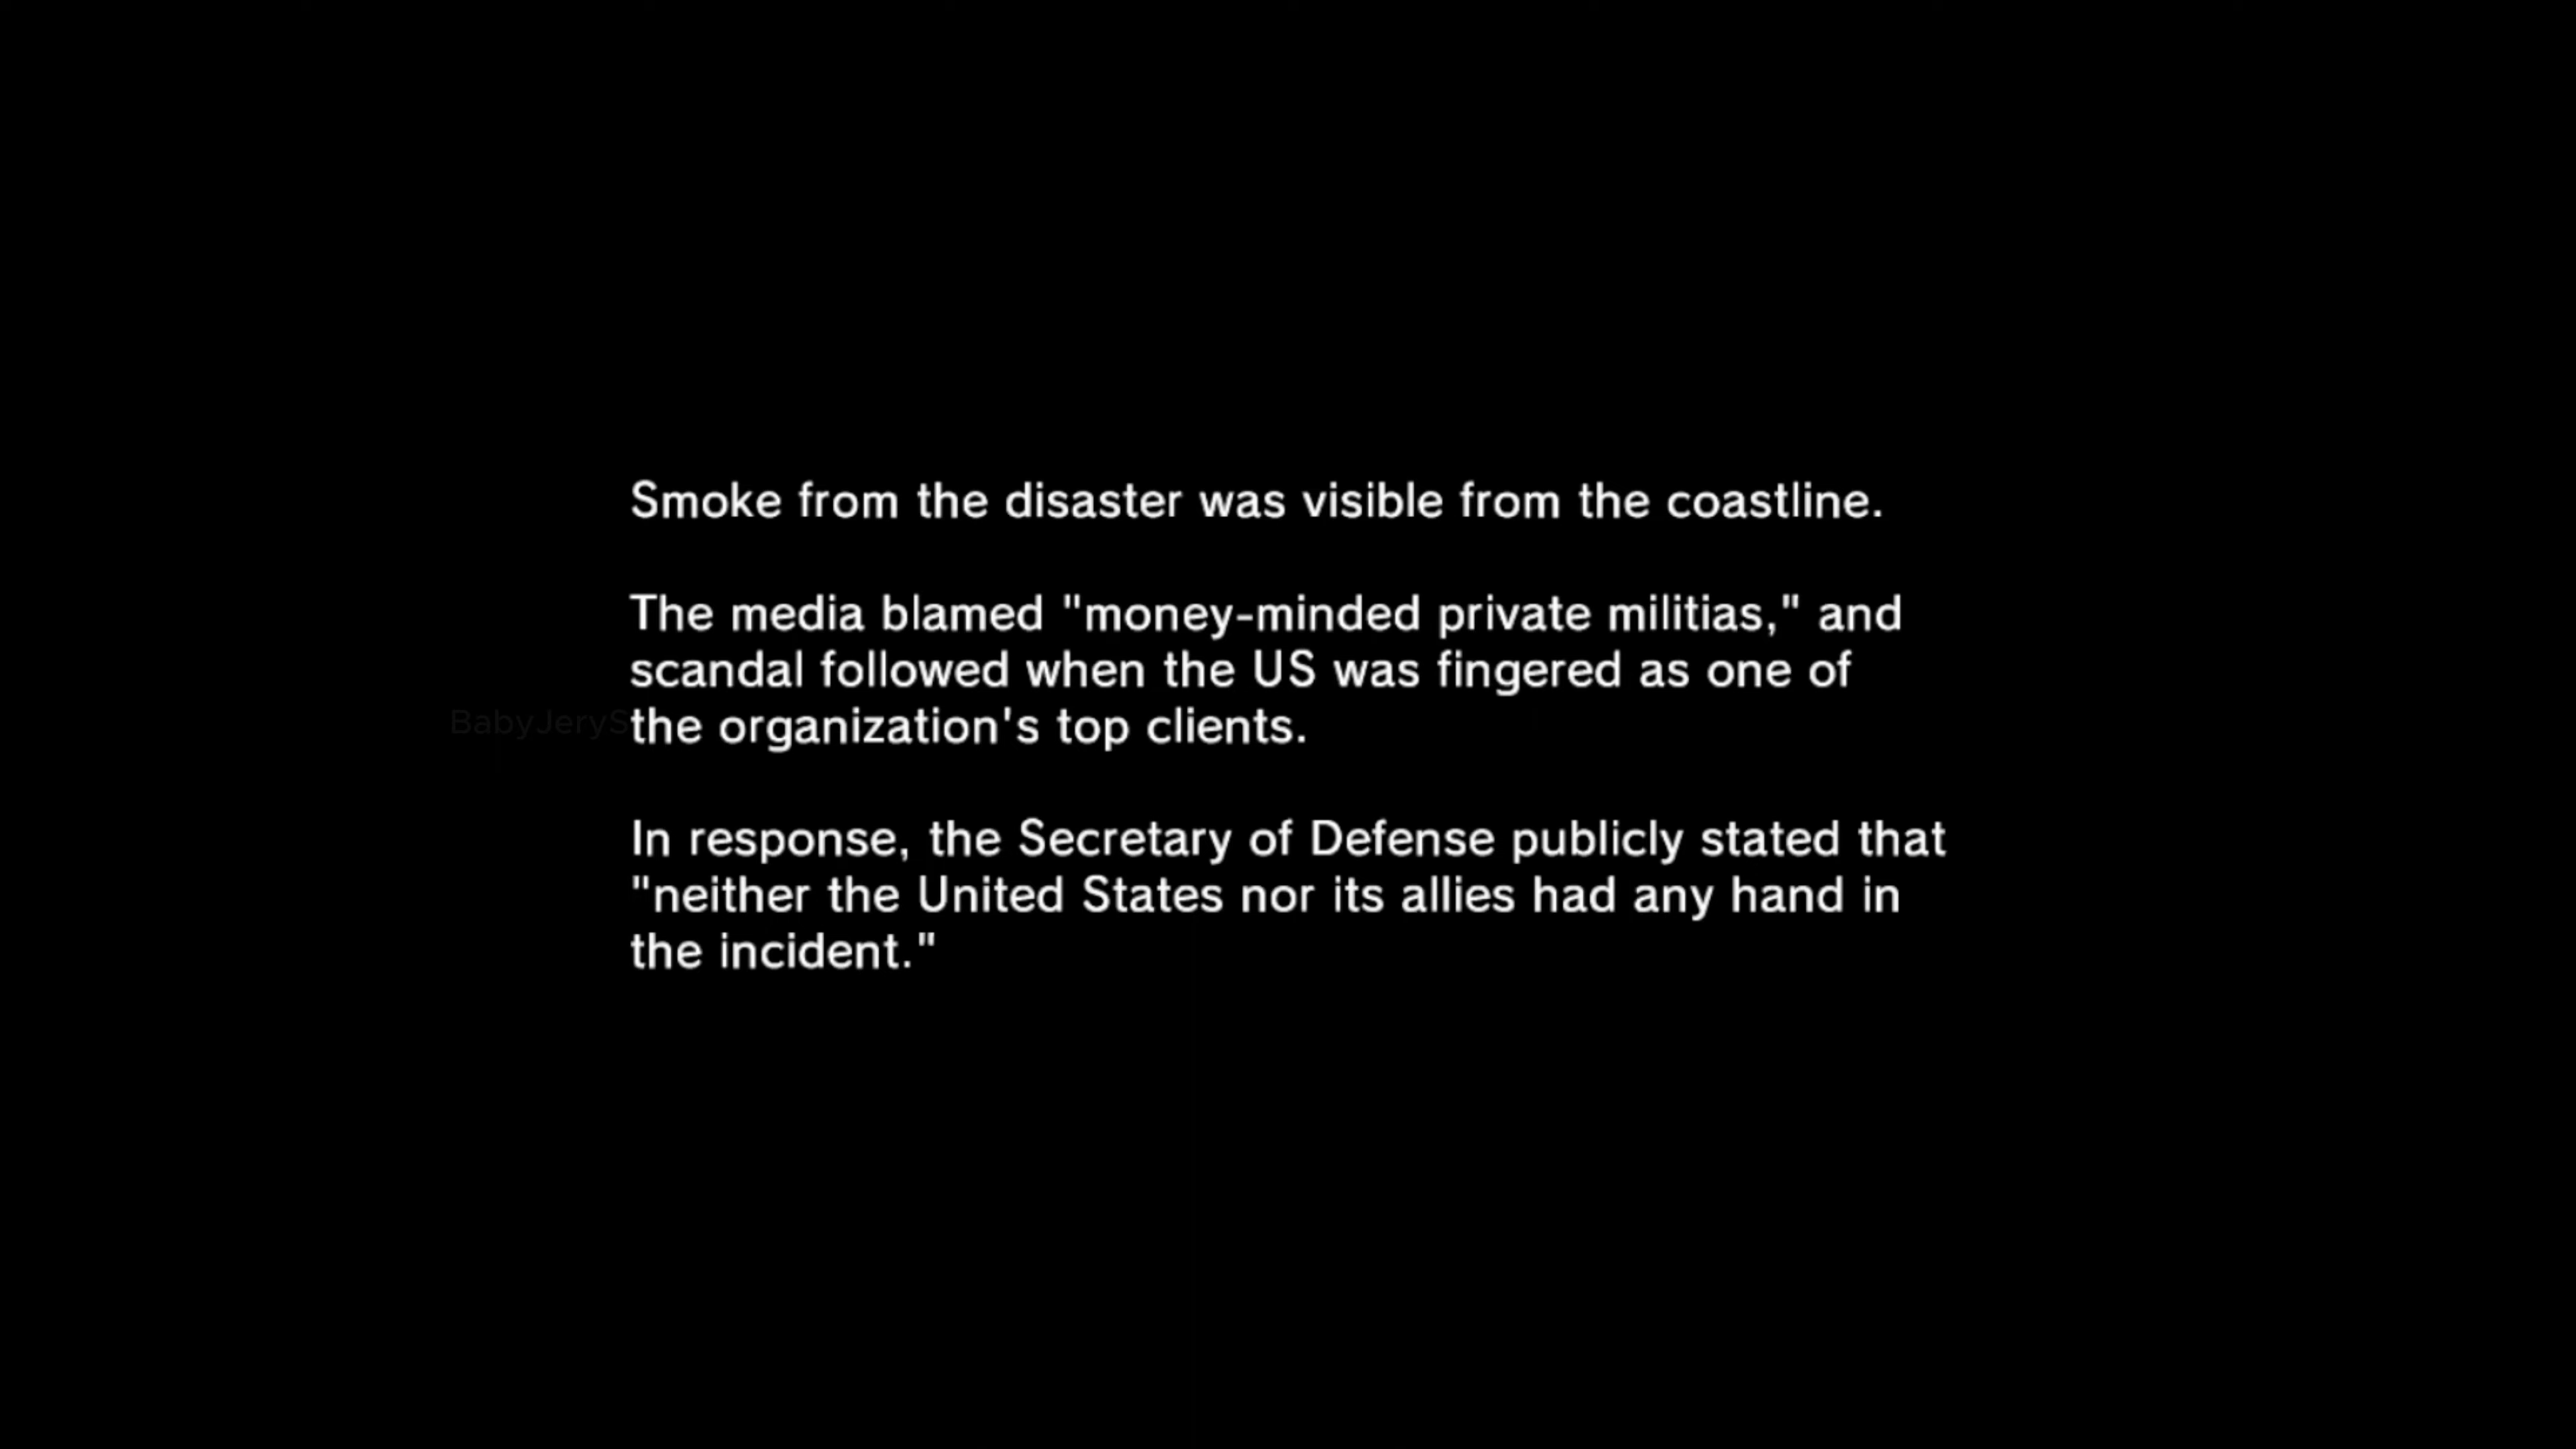 Smoke from the disaster was visible from the coastline.
The media blamed "money-minded private militias," and
scandal followed when the US was fingered as one of
the organization's top clients.
In response, the Secretary of Defense publicly stated that
"neither the United States nor its allies had any hand in
the incident."